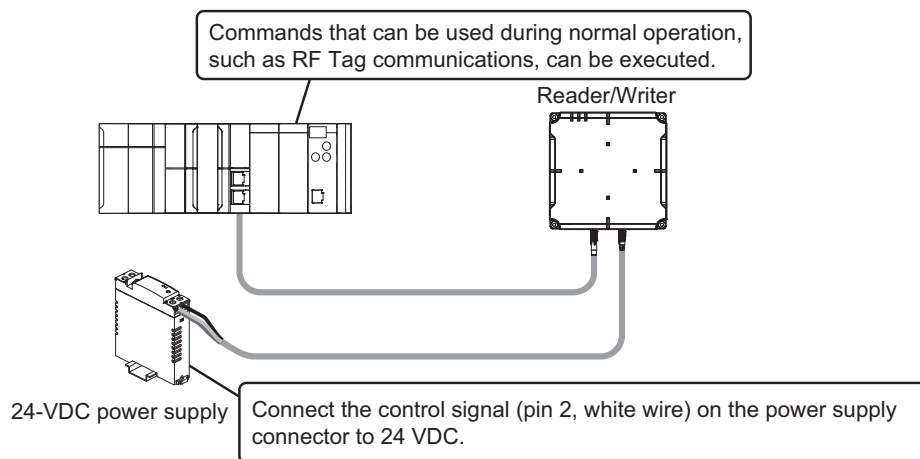 Commands that can be used during normal operation,
such as RF Tag communications, can be executed.
Reader/Writer
24-VDC power supply
Connect the control signal (pin 2, white wire) on the power supply
connector to 24 VDC.